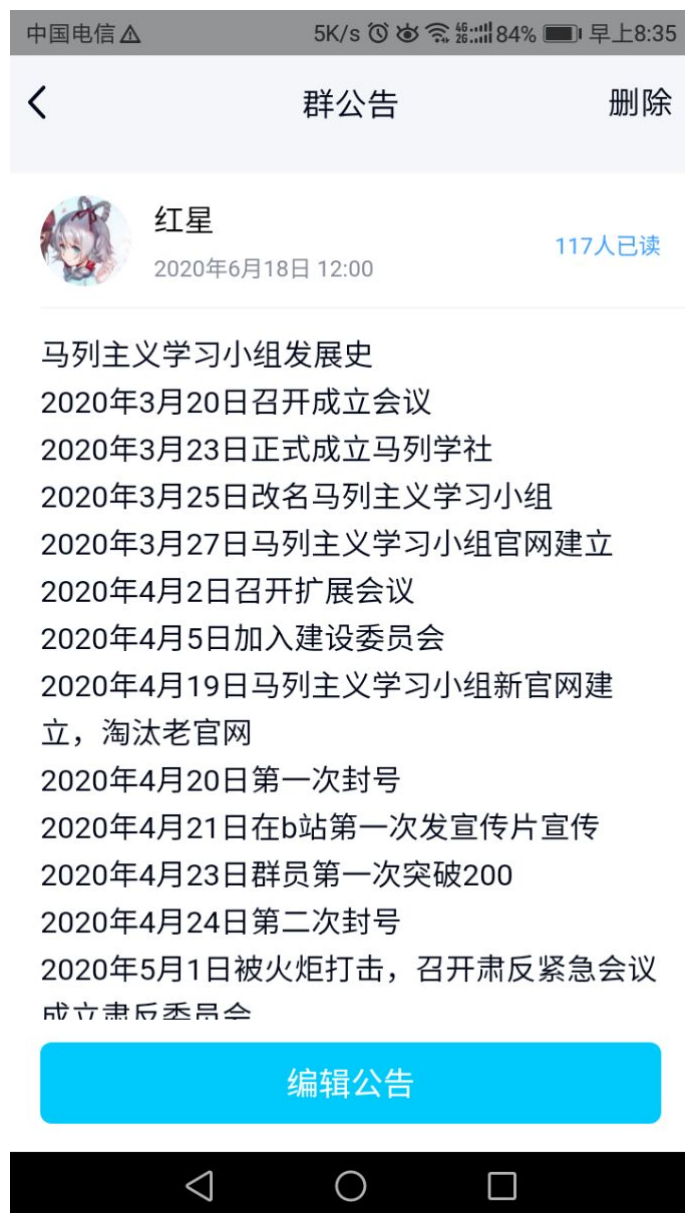 中国电信 5K/s 4G 2G 84% 早上8:35
群公告 删除
红星
2020年6月18日 12:00
117人已读
马列主义学习小组发展史
2020年3月20日召开成立会议
2020年3月23日正式成立马列学社
2020年3月25日改名马列主义学习小组
2020年3月27日马列主义学习小组官网建立
2020年4月2日召开扩展会议
2020年4月5日加入建设委员会
2020年4月19日马列主义学习小组新官网建
立，淘汰老官网
2020年4月20日第一次封号
2020年4月21日在b站第一次发宣传片宣传
2020年4月23日群员第一次突破200
2020年4月24日第二次封号
2020年5月1日被火炬打击，召开肃反紧急会议
成立肃反委员会
编辑公告